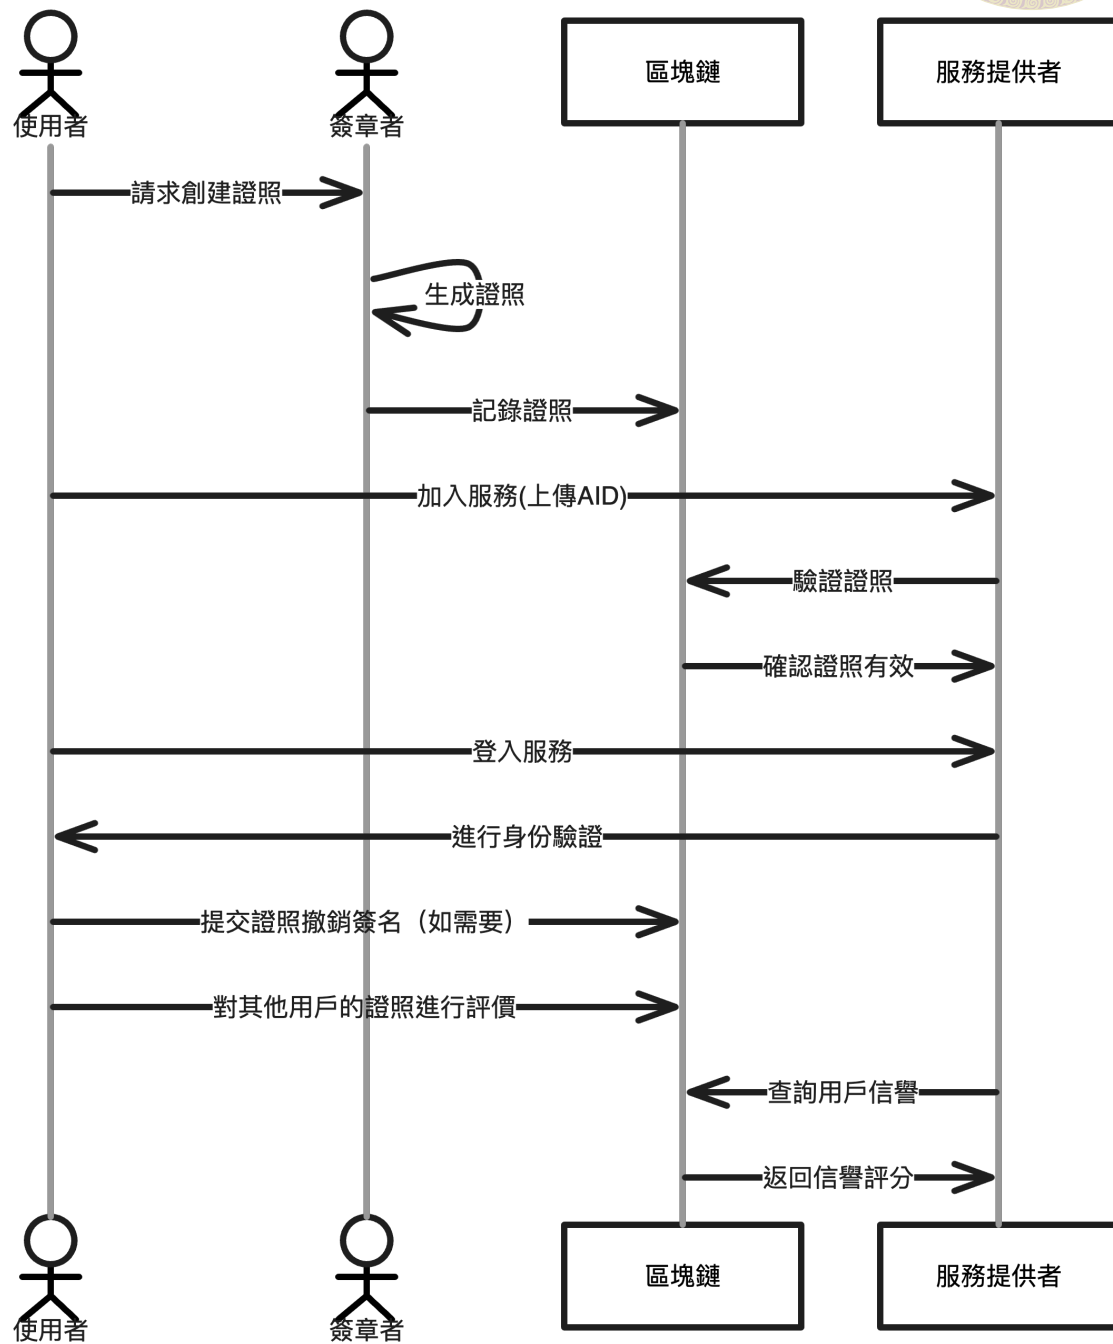 區塊鏈
服務提供者
使用者
簽章者
請求創建證照
生成證照
記錄證照
加入服務(上傳AID)
驗證證照
確認證照有效
登入服務
進行身份驗證
提交證照撤銷簽名（如需要）
對其他用戶的證照進行評價
查詢用戶信譽
返回信譽評分
區塊鏈
服務提供者
使用者
簽章者